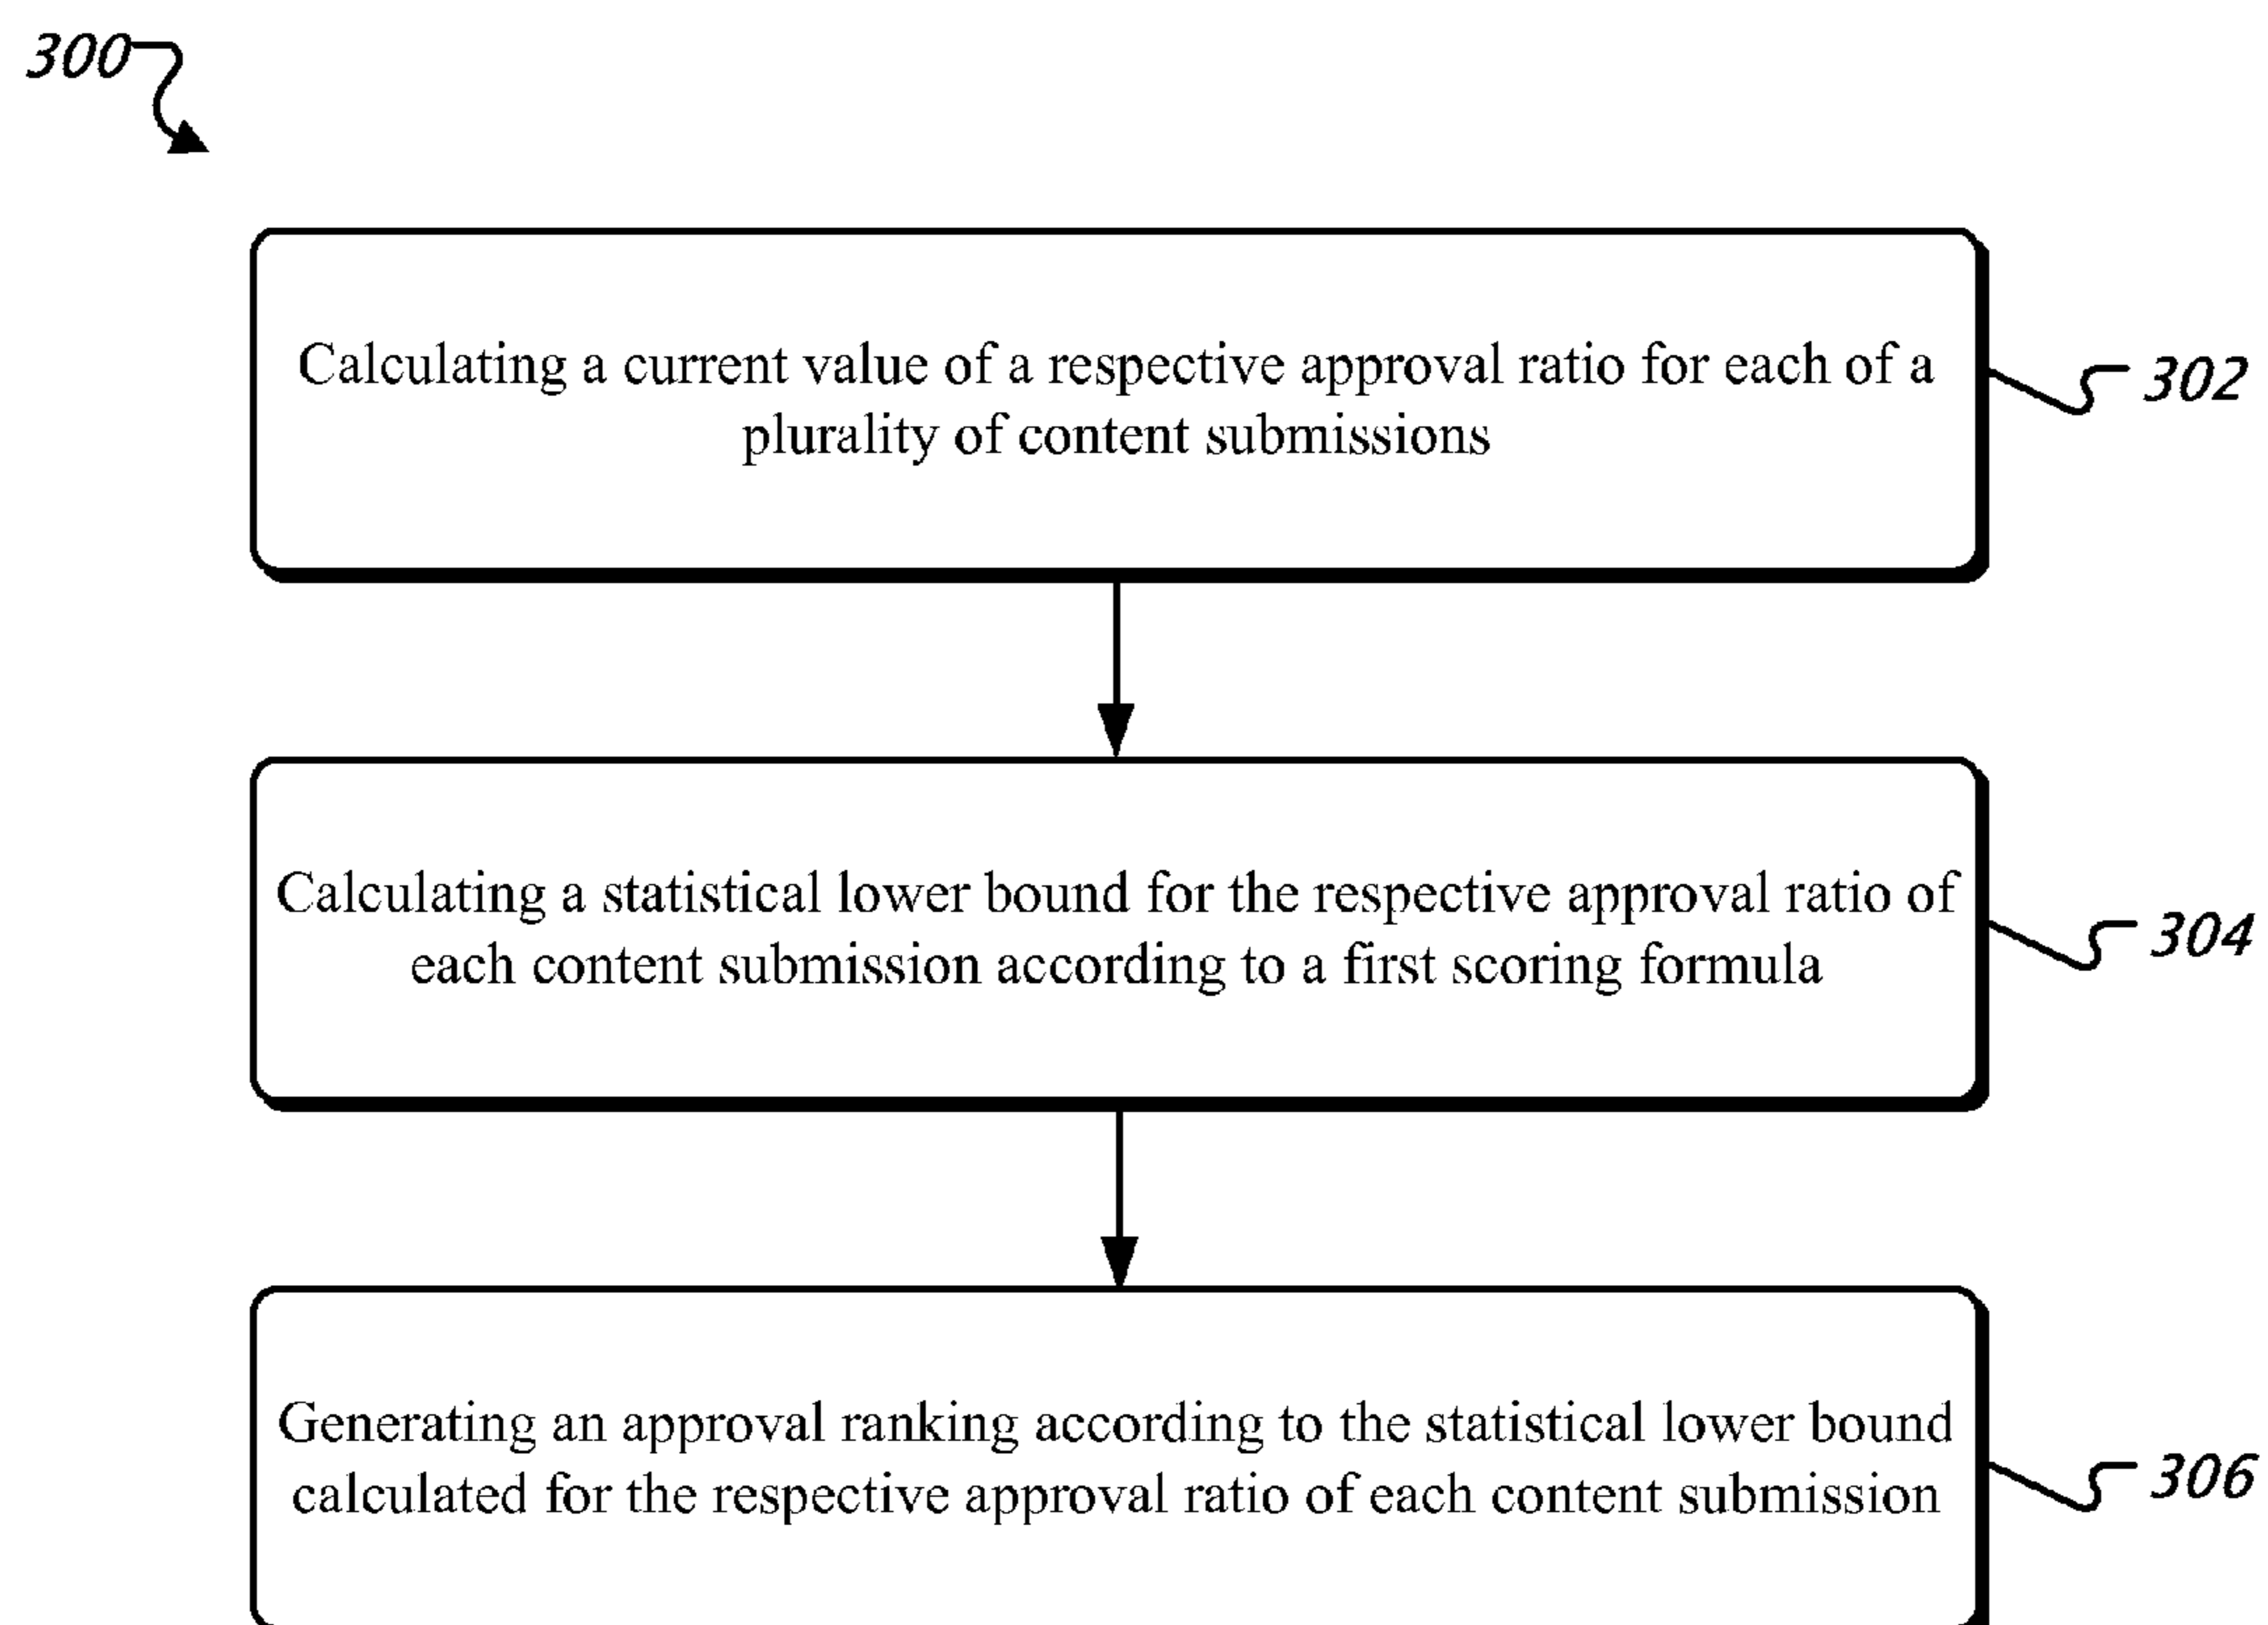 300
Calculating a current value of a respective approval ratio for each of a
plurality of content submissions
302
Calculating a statistical lower bound for the respective approval ratio of
each content submission according to a first scoring formula
304
Generating an approval ranking according to the statistical lower bound
calculated for the respective approval ratio of each content submission
306